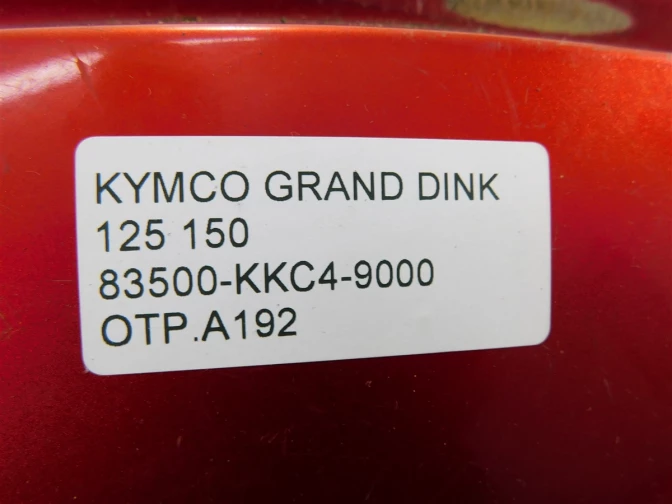 KYMCO GRAND DINK
125 150
83500-KKC4-9000
OTP.A192